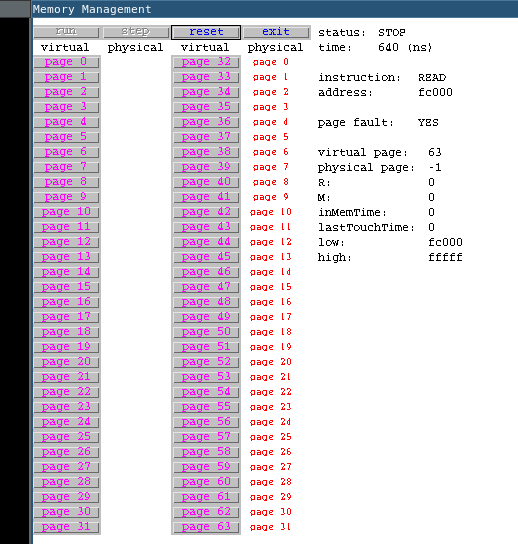 Memory Management
run step reset exit status: STOP
virtual physical virtual physical time: 640 (ns)
page 0 page 32 page 0
page 1 page 33 page 1 instruction: READ
page 2 page 34 page 2 address: fc000
page 3 page 35 page 3
page 4 page 36 page 4 page fault: YES
page 5 page 37 page 5
page 6 page 38 page 6 virtual page: 63
page 7 page 39 page 7 physical page: -1
page 8 page 40 page 8 R: 0
page 9 page 41 page 9 M: 0
page 10 page 42 page 10 inMemTime: 0
page 11 page 43 page 11 lastTouchTime: 0
page 12 page 44 page 12 low: fc000
page 13 page 45 page 13 high: fffff
page 14 page 46 page 14
page 15 page 47 page 15
page 16 page 48 page 16
page 17 page 49 page 17
page 18 page 50 page 18
page 19 page 51 page 19
page 20 page 52 page 20
page 21 page 53 page 21
page 22 page 54 page 22
page 23 page 55 page 23
page 24 page 56 page 24
page 25 page 57 page 25
page 26 page 58 page 26
page 27 page 59 page 27
page 28 page 60 page 28
page 29 page 61 page 29
page 30 page 62 page 30
page 31 page 63 page 31